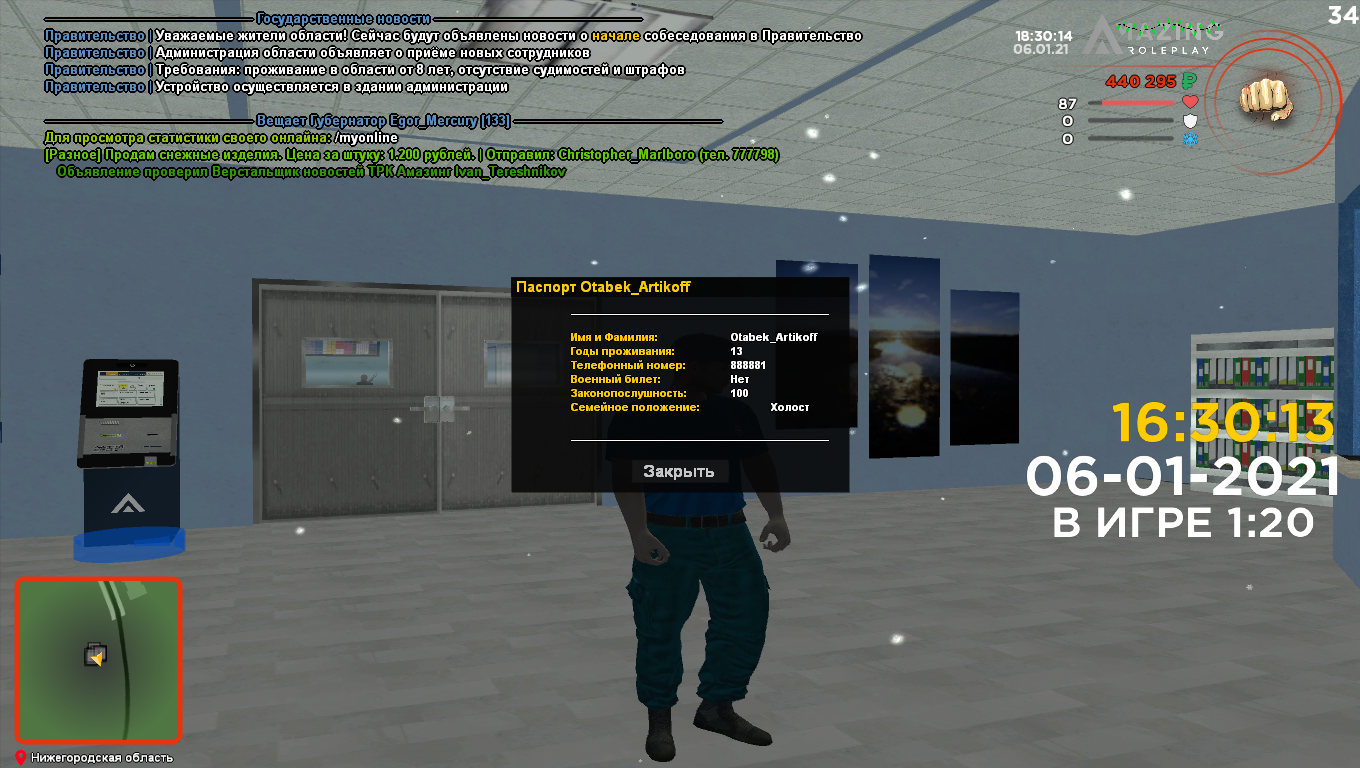 Государственные новости
34
Правительство | Уважаемые жители области! Сейчас будут объявлены новости о начале собеседования в Правительство
18:30:14
AMAZING
Правительство | Администрация области объявляет о приёме новых сотрудников
06.01.21
ROLEPLAY
Правительство | Требования: проживание в области от 8 лет, отсутствие судимостей и штрафов
440 295 ₽
Правительство | Устройство осуществляется в здании администрации
87
0
0
Вещает Губернатор Egor_Mercury [133]
Для просмотра статистики своего онлайна: /myonline
[Разное] Продам снежные изделия. Цена за штуку: 1.200 рублей. | Отправил: Christopher_Marlboro (тел. 777798)
Объявление проверил Верстальщик новостей ТРК Амазинг Ivan_Tereshnikov
Паспорт Otabek_Artikoff
Имя и Фамилия: Otabek_Artikoff
Годы проживания: 13
Телефонный номер: 888881
Военный билет: Нет
Законопослушность: 100
Семейное положение: Холост
Закрыть
16:30:13
06-01-2021
В ИГРЕ 1:20
Нижегородская область